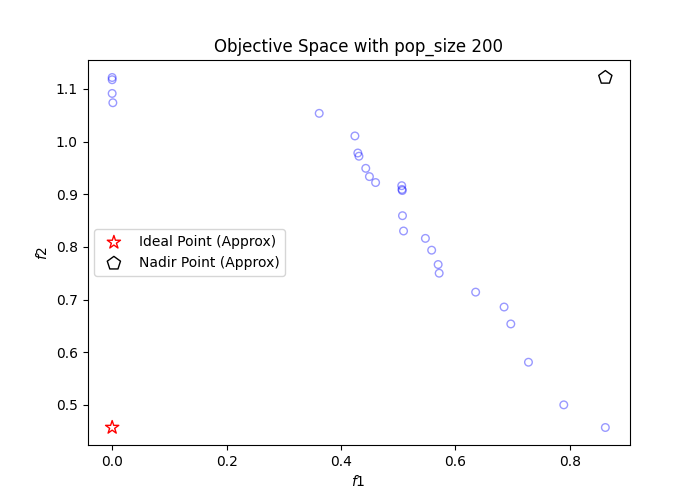 Objective Space with pop_size 200
f2
1.1
1.0
0.9
0.8
0.7
0.6
0.5
Ideal Point (Approx)
Nadir Point (Approx)
0.0 0.2 0.4 0.6 0.8
f1